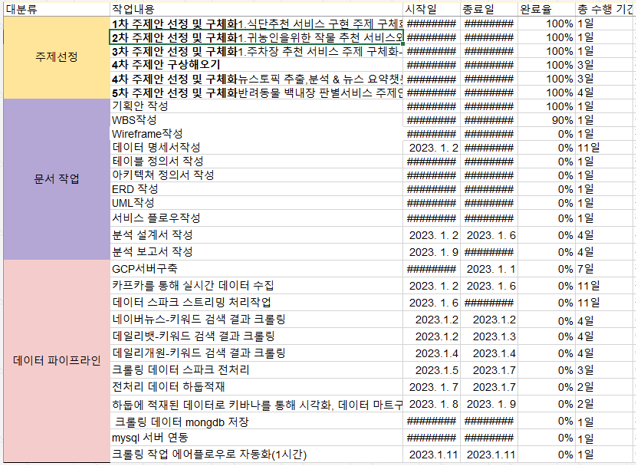 대분류 작업내용 시작일 종료일 완료율 총 수행 기간
주제선정
1차 주제안 선정 및 구체화1.식단추천 서비스 구현 주제 구체화 ######## ######## 100% 1일
2차 주제안 선정 및 구체화1.귀농인을위한 작물 추천 서비스 ######## ######## 100% 1일
3차 주제안 선정 및 구체화1.주차장 추천 서비스 주제 구체화- ######## ######## 100% 1일
4차 주제안 구상해오기 ######## ######## 100% 3일
4차 주제안 선정 및 구체화뉴스토픽 추출,분석 & 뉴스 요약챗 ######## ######## 100% 3일
5차 주제안 선정 및 구체화반려동물 백내장 판별서비스 주제안 ######## ######## 100% 4일
문서 작업
기획안 작성 ######## ######## 100% 1일
WBS작성 ######## ######## 90% 1일
Wireframe작성 ######## ######## 0% 1일
데이터 명세서작성 2023. 1. 2 ######## 0% 11일
테이블 정의서 작성 ######## ######## 0% 1일
아키텍쳐 정의서 작성 ######## ######## 0% 1일
ERD 작성 ######## ######## 0% 1일
UML작성 ######## ######## 0% 1일
서비스 플로우작성 ######## ######## 0% 1일
분석 설계서 작성 2023. 1. 2 2023. 1. 6 0% 4일
분석 보고서 작성 2023. 1. 9 ######## 0% 4일
데이터 파이프라인
GCP서버구축 ######## 2023. 1. 1 0% 7일
카프카를 통해 실시간 데이터 수집 2023. 1. 2 2023. 1. 6 0% 11일
데이터 스파크 스트리밍 처리작업 2023. 1. 6 ######## 0% 11일
네이버뉴스-키워드 검색 결과 크롤링 2023.1.2 2023.1.2 0% 4일
데일리벳-키워드 검색 결과 크롤링 2023.1.2 2023.1.3 0% 4일
데일리개원-키워드 검색 결과 크롤링 2023.1.4 2023.1.4 0% 4일
크롤링 데이터 스파크 전처리 2023.1.5 2023.1.7 0% 3일
전처리 데이터 하둡적재 2023. 1. 7 2023. 1. 7 0% 2일
하둡에 적재된 데이터로 키바나를 통해 시각화, 데이터 마트구 2023. 1. 8 2023. 1. 9 0% 2일
크롤링 데이터 mongdb 저장 ######## ######## 0% 1일
mysql 서버 연동 ######## ######## 0% 1일
크롤링 작업 에어플로우로 자동화(1시간) 2023.1.11 2023.1.11 0% 1일